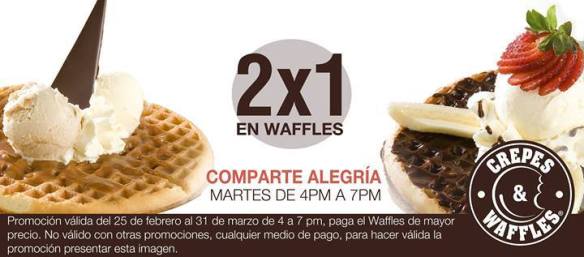 2x1
EN WAFFLES
COMPARTE ALEGRÍA
MARTES DE 4PM A 7PM
CREPES
&
WAFFLES®
Promoción válida del 25 de febrero al 31 de marzo de 4 a 7 pm, paga el Waffles de mayor
precio. No válido con otras promociones, cualquier medio de pago, para hacer válida la
promoción presentar esta imagen.